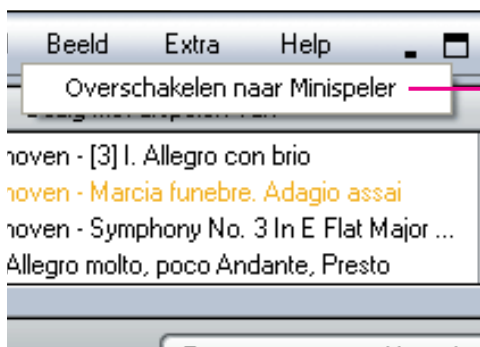 Beeld Extra Help
Overschakelen naar Minispeler
hoven - [3] I. Allegro con brio
hoven - Marcia funebre. Adagio assai
hoven - Symphony No. 3 In E Flat Major ...
Allegro molto, poco Andante, Presto